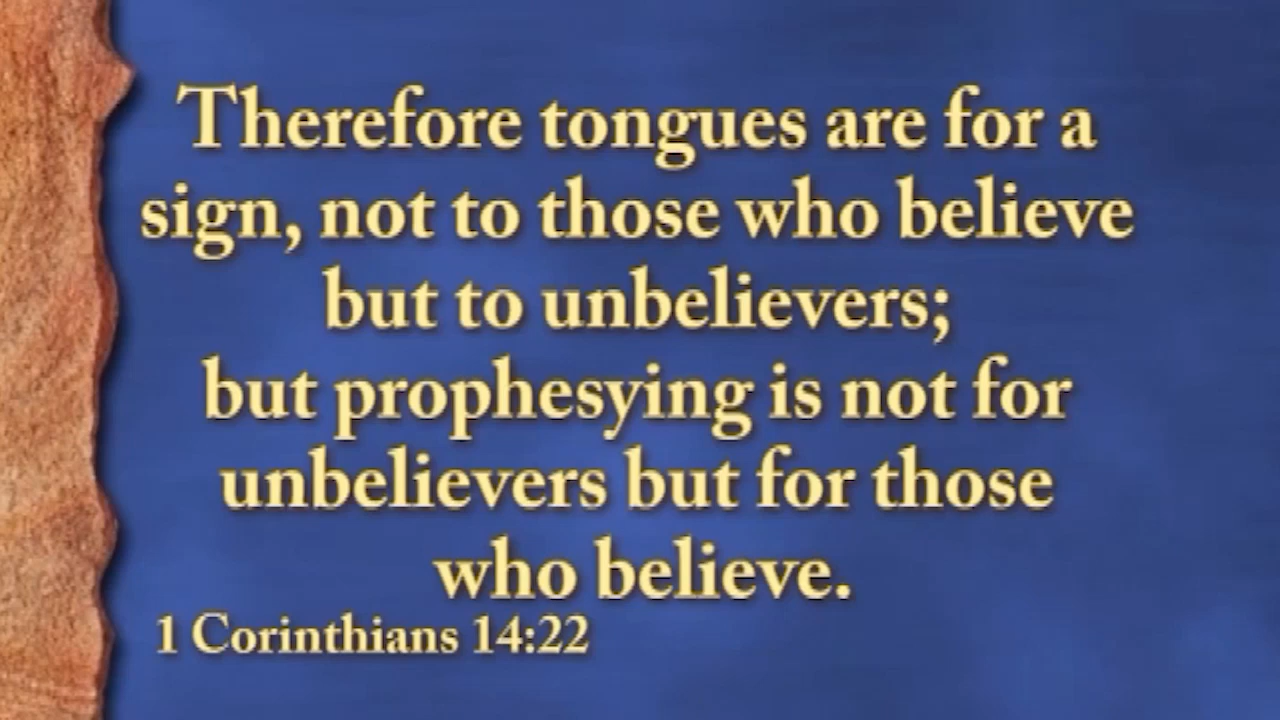 Therefore tongues are for a
sign, not to those who believe
but to unbelievers;
but prophesying is not for
unbelievers but for those
who believe.
1 Corinthians 14:22